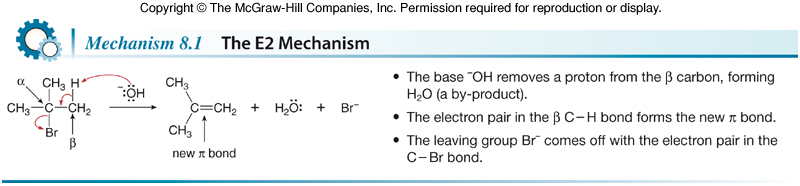 Copyright © The McGraw-Hill Companies, Inc. Permission required for reproduction or display.
Mechanism 8.1 The E2 Mechanism
α CH₃ H ⁻:ÖH CH₃
CH₃—C—CH₂ C=CH₂ + H₂Ö: + Br⁻
Br CH₃
β new π bond
• The base ⁻OH removes a proton from the β carbon, forming
H₂O (a by-product).
• The electron pair in the β C–H bond forms the new π bond.
• The leaving group Br⁻ comes off with the electron pair in the
C–Br bond.